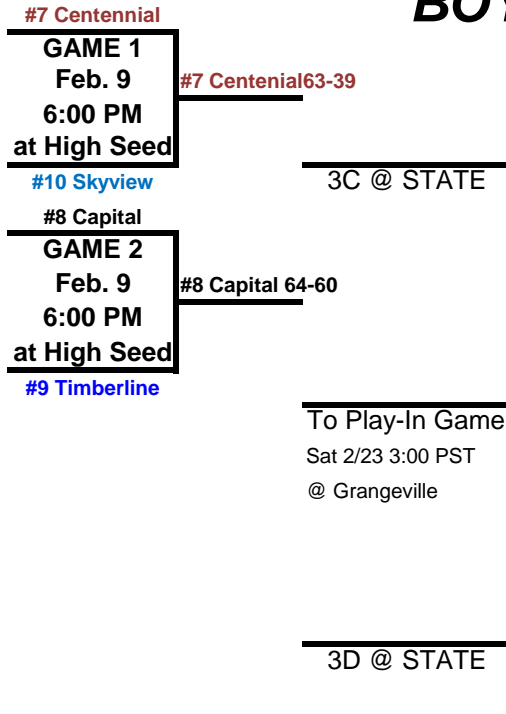 BOY
#7 Centennial
GAME 1
Feb. 9
#7 Centenial63-39
6:00 PM
at High Seed
#10 Skyview
3C @ STATE
#8 Capital
GAME 2
Feb. 9
#8 Capital 64-60
6:00 PM
at High Seed
#9 Timberline
To Play-In Game
Sat 2/23 3:00 PST
@ Grangeville
3D @ STATE